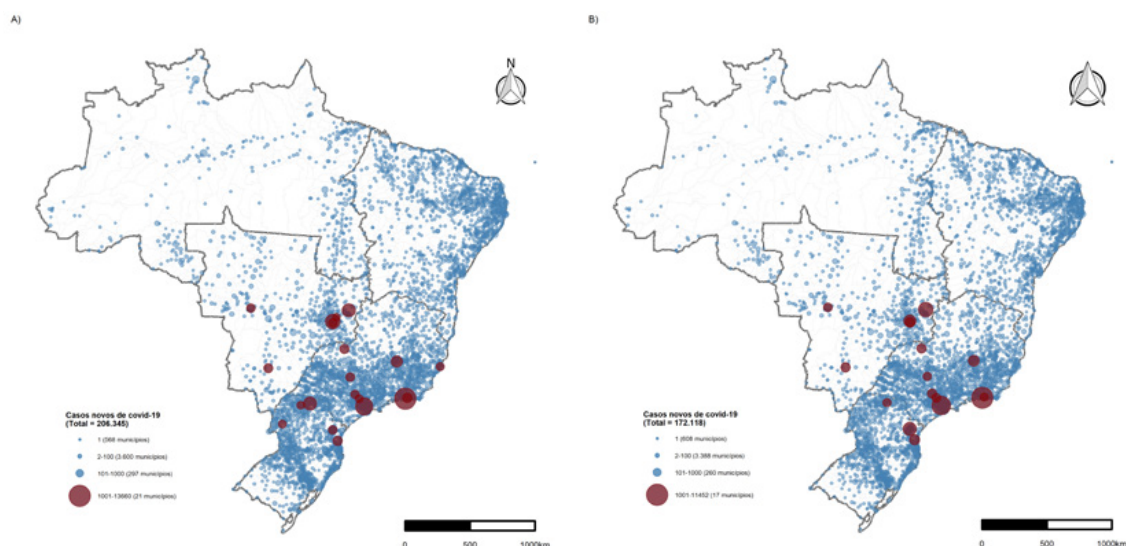 A)
N
Casos novos de covid-19
(Total = 206.345)
1 (568 municípios)
2-100 (3.600 municípios)
101-1000 (297 municípios)
1001-13660 (21 municípios)
0 500 1000km
B)
Casos novos de covid-19
(Total = 172.118)
1 (608 municípios)
2-100 (3.388 municípios)
101-1000 (260 municípios)
1001-11452 (17 municípios)
0 500 1000km